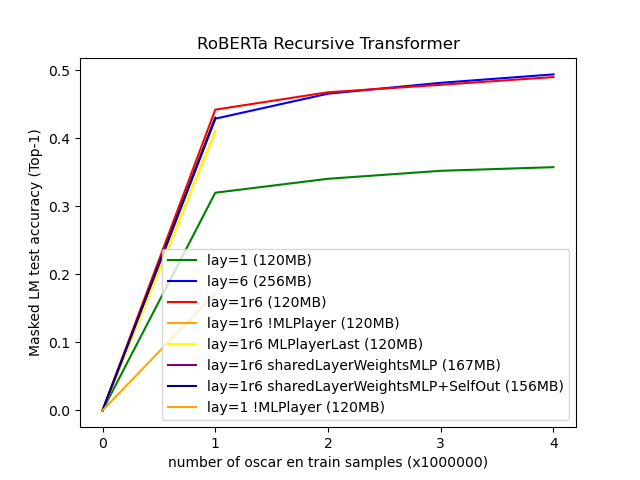 RoBERTa Recursive Transformer
Masked LM test accuracy (Top-1)
0.5
0.4
0.3
0.2
0.1
0.0
lay=1 (120MB)
lay=6 (256MB)
lay=1r6 (120MB)
lay=1r6 !MLPlayer (120MB)
lay=1r6 MLPlayerLast (120MB)
lay=1r6 sharedLayerWeightsMLP (167MB)
lay=1r6 sharedLayerWeightsMLP+SelfOut (156MB)
lay=1 !MLPlayer (120MB)
0 1 2 3 4
number of oscar en train samples (x1000000)